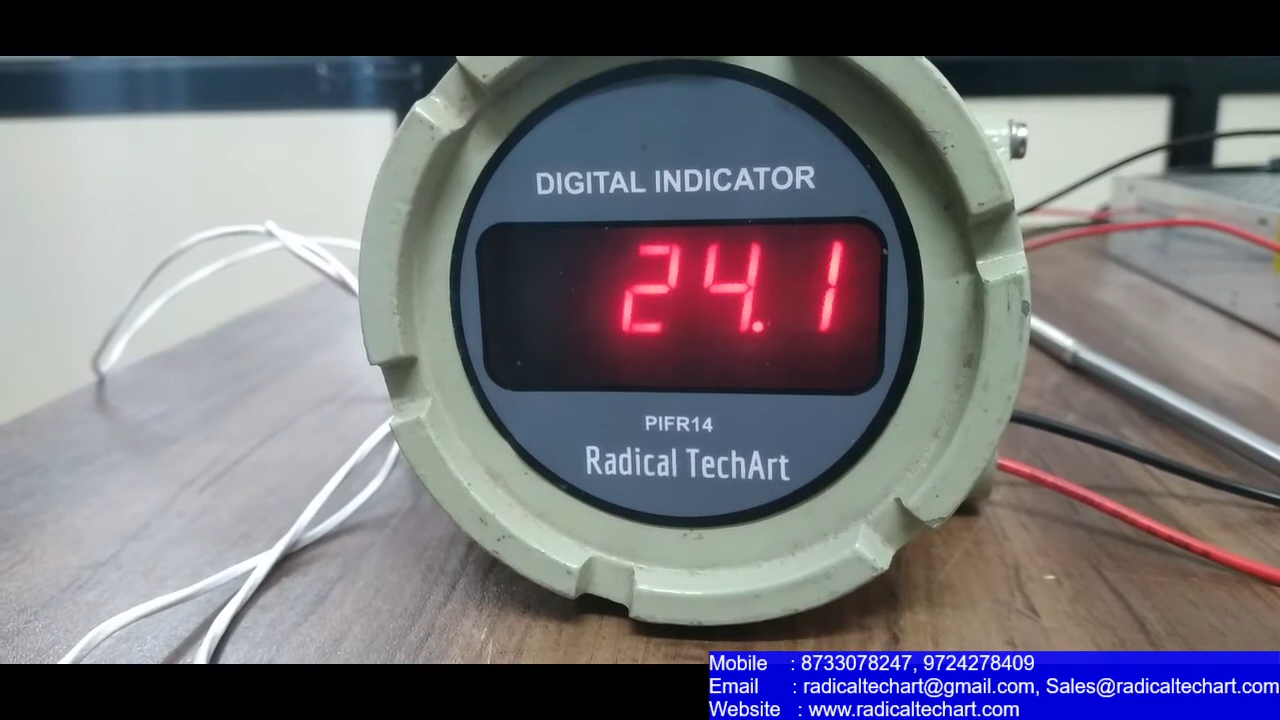 DIGITAL INDICATOR
24.1
PIFR14
Radical TechArt
Mobile : 8733078247, 9724278409
Email : radicaltechart@gmail.com, Sales@radicaltechart.com
Website : www.radicaltechart.com